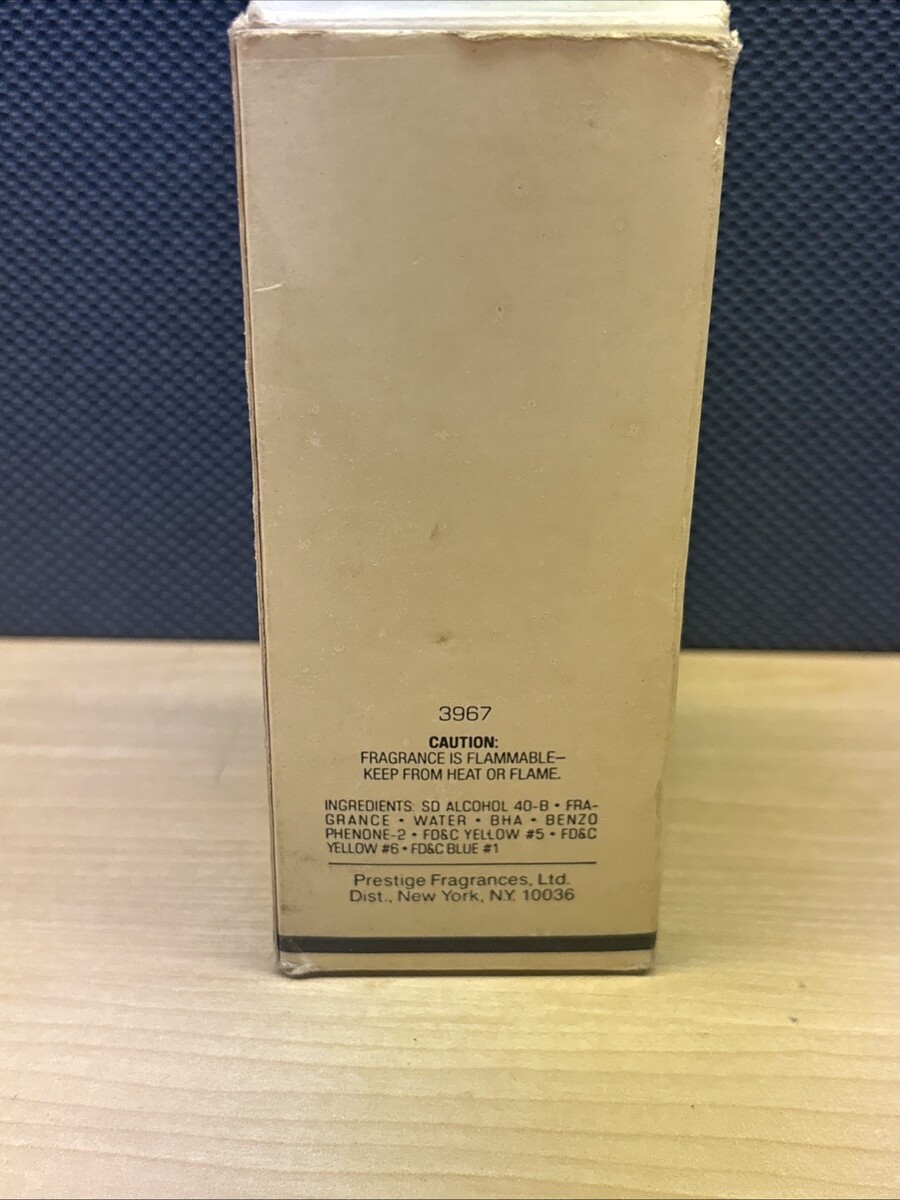 3967
CAUTION:
FRAGRANCE IS FLAMMABLE—
KEEP FROM HEAT OR FLAME.
INGREDIENTS: SD ALCOHOL 40-B • FRA-
GRANCE • WATER • BHA • BENZO
PHENONE-2 • FD&C YELLOW #5 • FD&C
YELLOW #6 • FD&C BLUE #1
Prestige Fragrances, Ltd.
Dist., New York, N.Y. 10036